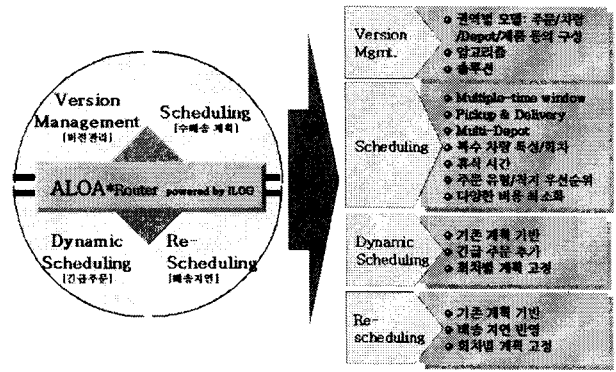 Version
Management
[버전관리]
Scheduling
[수배송 계획]
ALOA*Router powered by ILOG
Dynamic
Scheduling
[긴급주문]
Re-
Scheduling
[배송지연]
Version
Mgmt.
권역별 모델: 주문/차량
/Depot/제품 등의 구성
알고리즘
솔루션
Scheduling
Multiple-time window
Pickup & Delivery
Multi-Depot
복수 차량 특성/회차
휴식 시간
주문 유형/적지 우선순위
다양한 비용 최소화
Dynamic
Scheduling
기존 계획 기반
긴급 주문 추가
회차별 계획 고정
Re-
scheduling
기존 계획 기반
배송 지연 반영
회차별 계획 고정